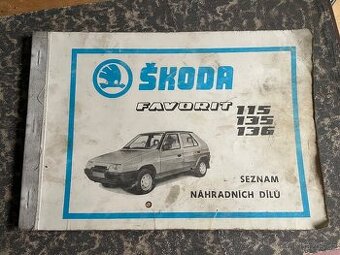 ŠKODA
FAVORIT 115
135
136
SEZNAM
NÁHRADNÍCH DÍLŮ